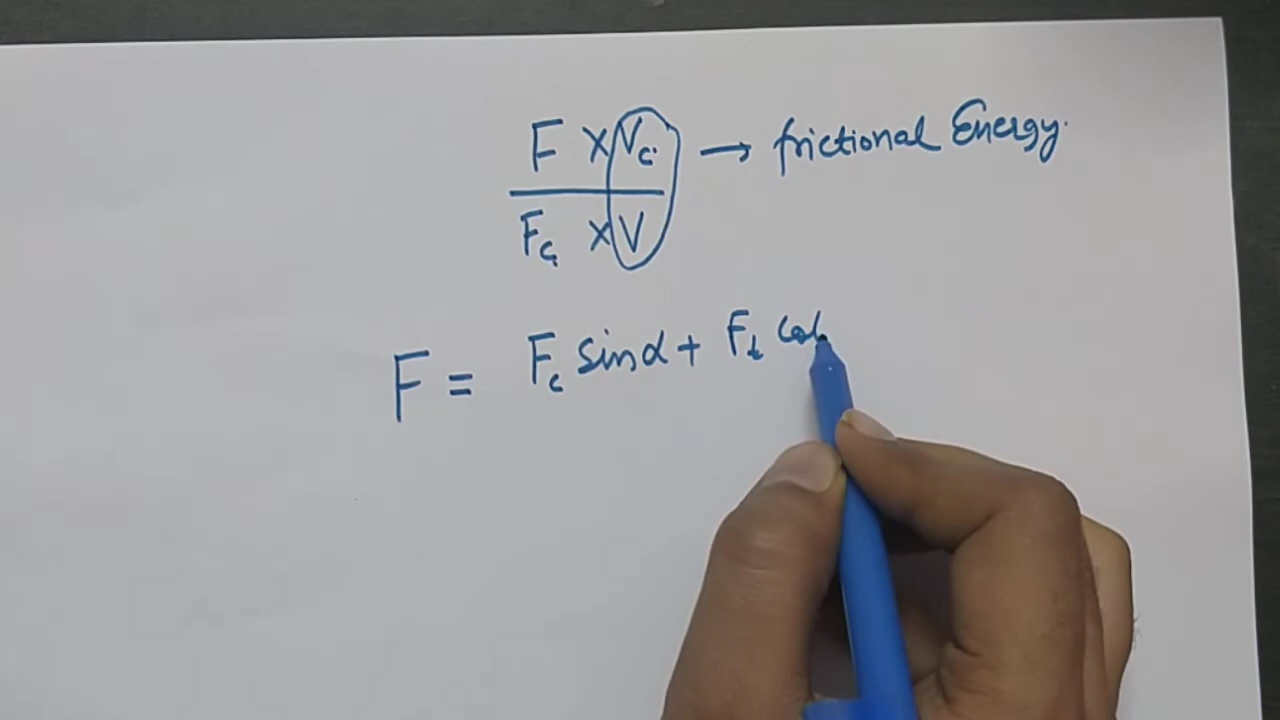 F × Vc → frictional Energy.
Fc × V
F = Fc sinα + Ft cos